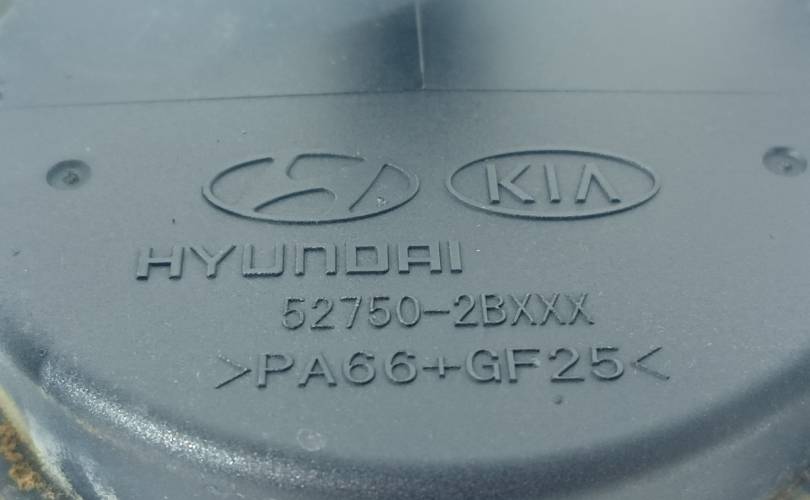 KIA
HYUNDAI
52750-2BXXX
>PA66+GF25<